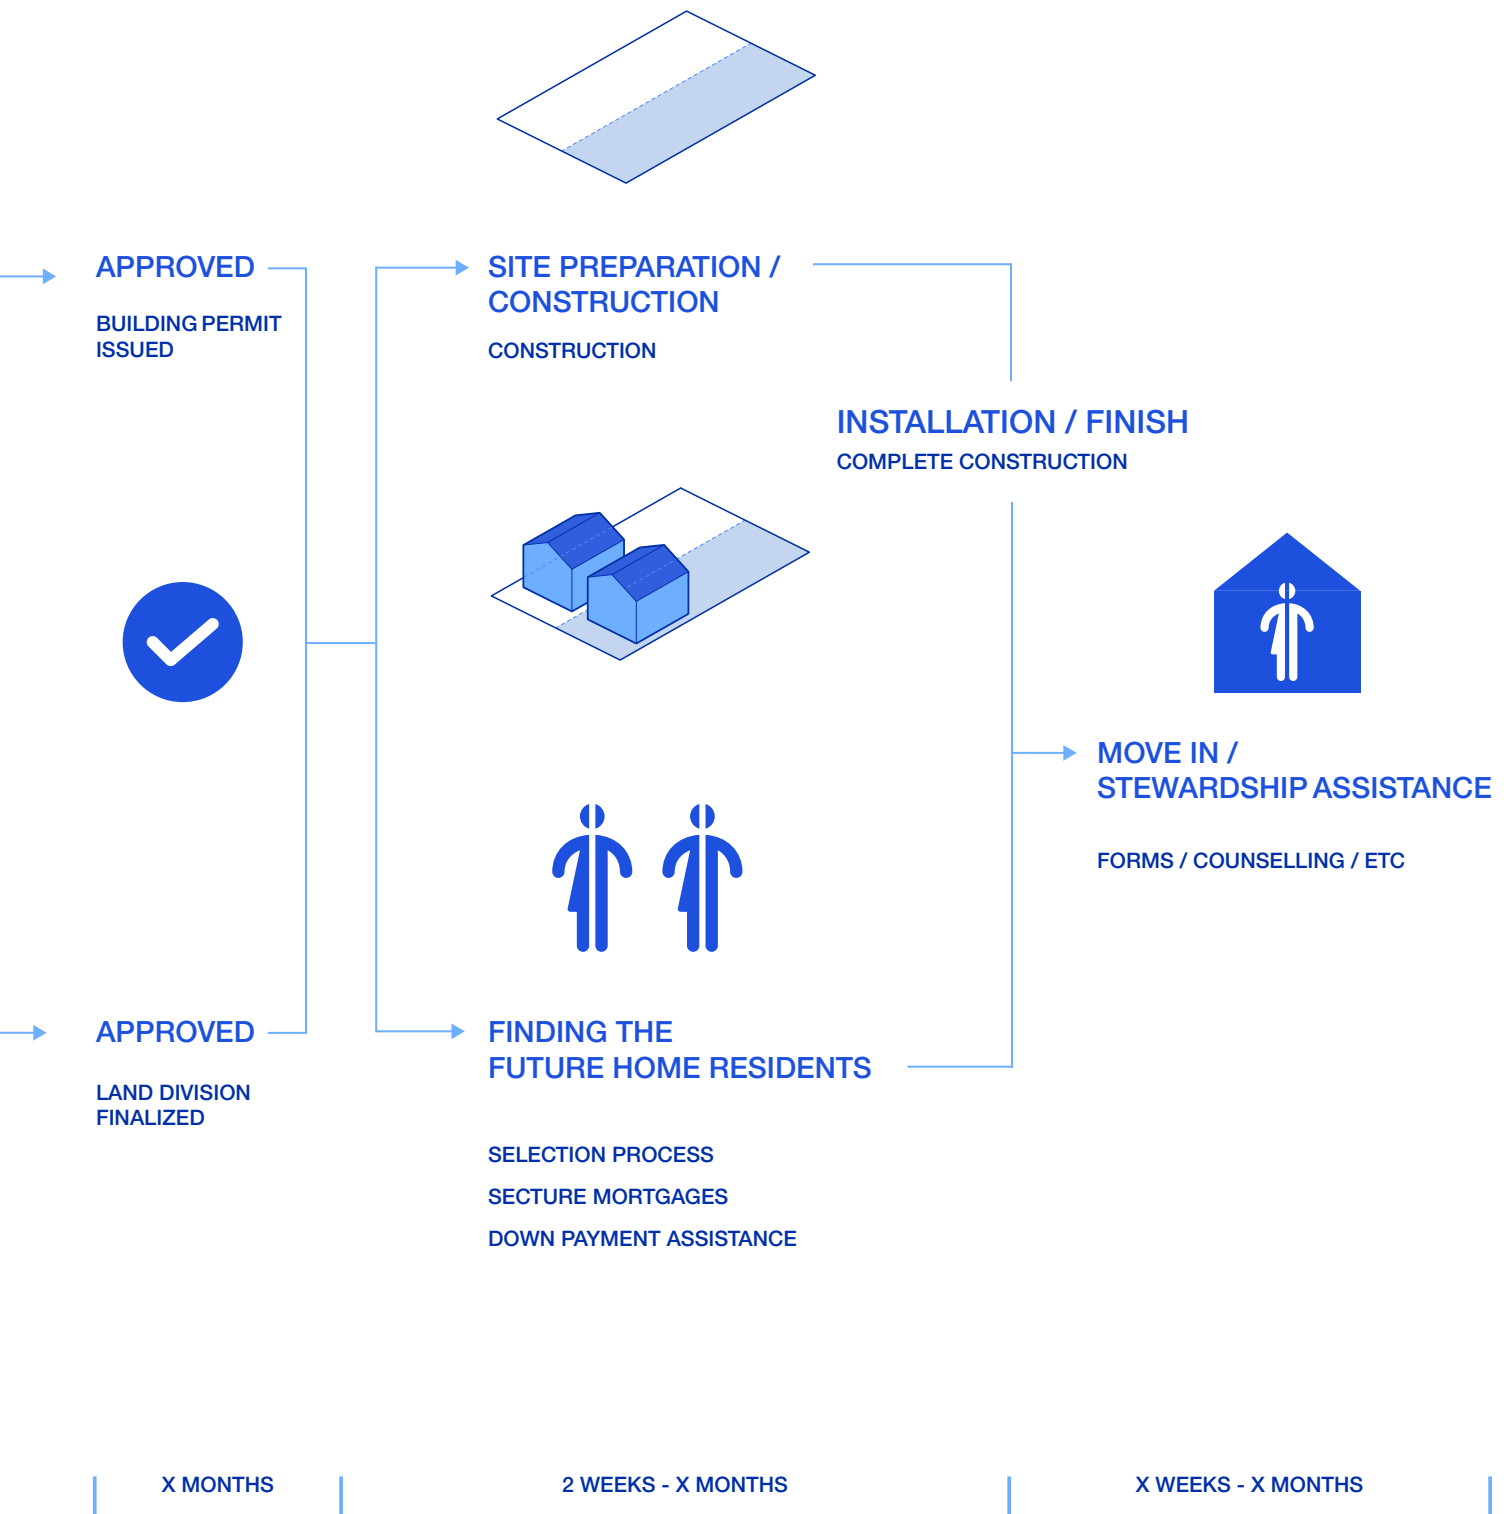 APPROVED
BUILDING PERMIT
ISSUED
SITE PREPARATION /
CONSTRUCTION
CONSTRUCTION
INSTALLATION / FINISH
COMPLETE CONSTRUCTION
MOVE IN /
STEWARDSHIP ASSISTANCE
FORMS / COUNSELLING / ETC
APPROVED
LAND DIVISION
FINALIZED
FINDING THE
FUTURE HOME RESIDENTS
SELECTION PROCESS
SECTURE MORTGAGES
DOWN PAYMENT ASSISTANCE
X MONTHS
2 WEEKS - X MONTHS
X WEEKS - X MONTHS